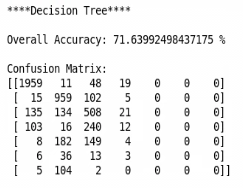 ****Decision Tree****
Overall Accuracy: 71.63992498437175 %
Confusion Matrix:
[[1959 11 48 19 0 0 0]
[ 15 959 102 5 0 0 0]
[ 135 134 508 21 0 0 0]
[ 103 16 240 12 0 0 0]
[ 8 182 149 4 0 0 0]
[ 6 36 13 3 0 0 0]
[ 5 104 2 0 0 0 0]]